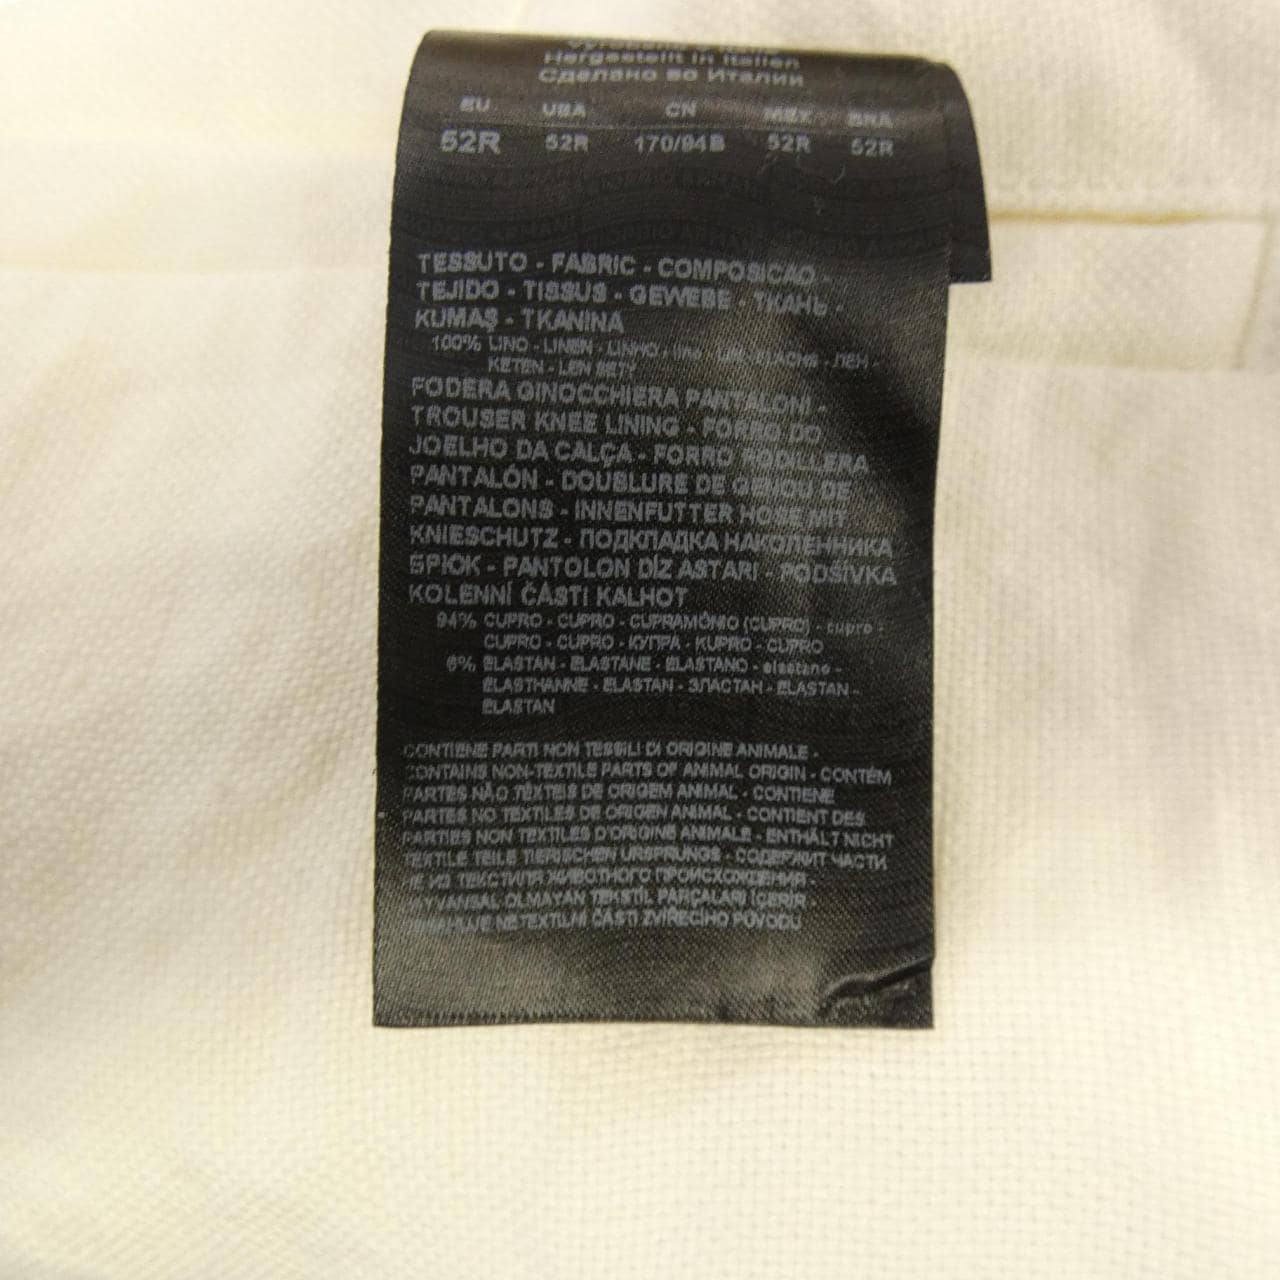 Hergestellt in Italien
Сделано во Италии
EU USA CN MEX BRA
52R 52R 170/94B 52R 52R
TESSUTO - FABRIC - COMPOSICAO -
TEJIDO - TISSUS - GEWEBE - ТКАНЬ -
KUMAŞ - TKANINA
100% LINO - LINEN - LINHO - lino - LIN - FLACHS - ЛЕН -
KETEN - LEN SETY
FODERA GINOCCHIERA PANTALONI -
TROUSER KNEE LINING - FORRO DO
JOELHO DA CALÇA - FORRO RODILLERA
PANTALÓN - DOUBLURE DE GENOU DE
PANTALONS - INNENFUTTER HOSE MIT
KNIESCHUTZ - ПОДКЛАДКА НАКОЛЕННИКА
БРЮК - PANTOLON DİZ ASTARI - PODŠÍVKA
KOLENNÍ ČÁSTI KALHOT
94% CUPRO - CUPRO - CUPRAMÓNIO (CUPRO) - cupro -
CUPRO - CUPRO - КУПРА - KUPRO - CUPRO
6% ELASTAN - ELASTANE - ELASTANO - elastano -
ELASTHANNE - ELASTAN - ЭЛАСТАН - ELASTAN -
ELASTAN
CONTIENE PARTI NON TESSILI DI ORIGINE ANIMALE -
CONTAINS NON-TEXTILE PARTS OF ANIMAL ORIGIN - CONTÉM
PARTES NÃO TÊXTEIS DE ORIGEM ANIMAL - CONTIENE
PARTES NO TEXTILES DE ORIGEN ANIMAL - CONTIENT DES
PARTIES NON TEXTILES D'ORIGINE ANIMALE - ENTHÄLT NICHT
TEXTILE TEILE TIERISCHEN URSPRUNGS - СОДЕРЖИТ ЧАСТИ
НЕ ИЗ ТЕКСТИЛЯ ЖИВОТНОГО ПРОИСХОЖДЕНИЯ -
HAYVANSAL OLMAYAN TEKSTİL PARÇALARI İÇERİR
NETEXTILNÍ ČÁSTI ZVÍŘECÍHO PŮVODU